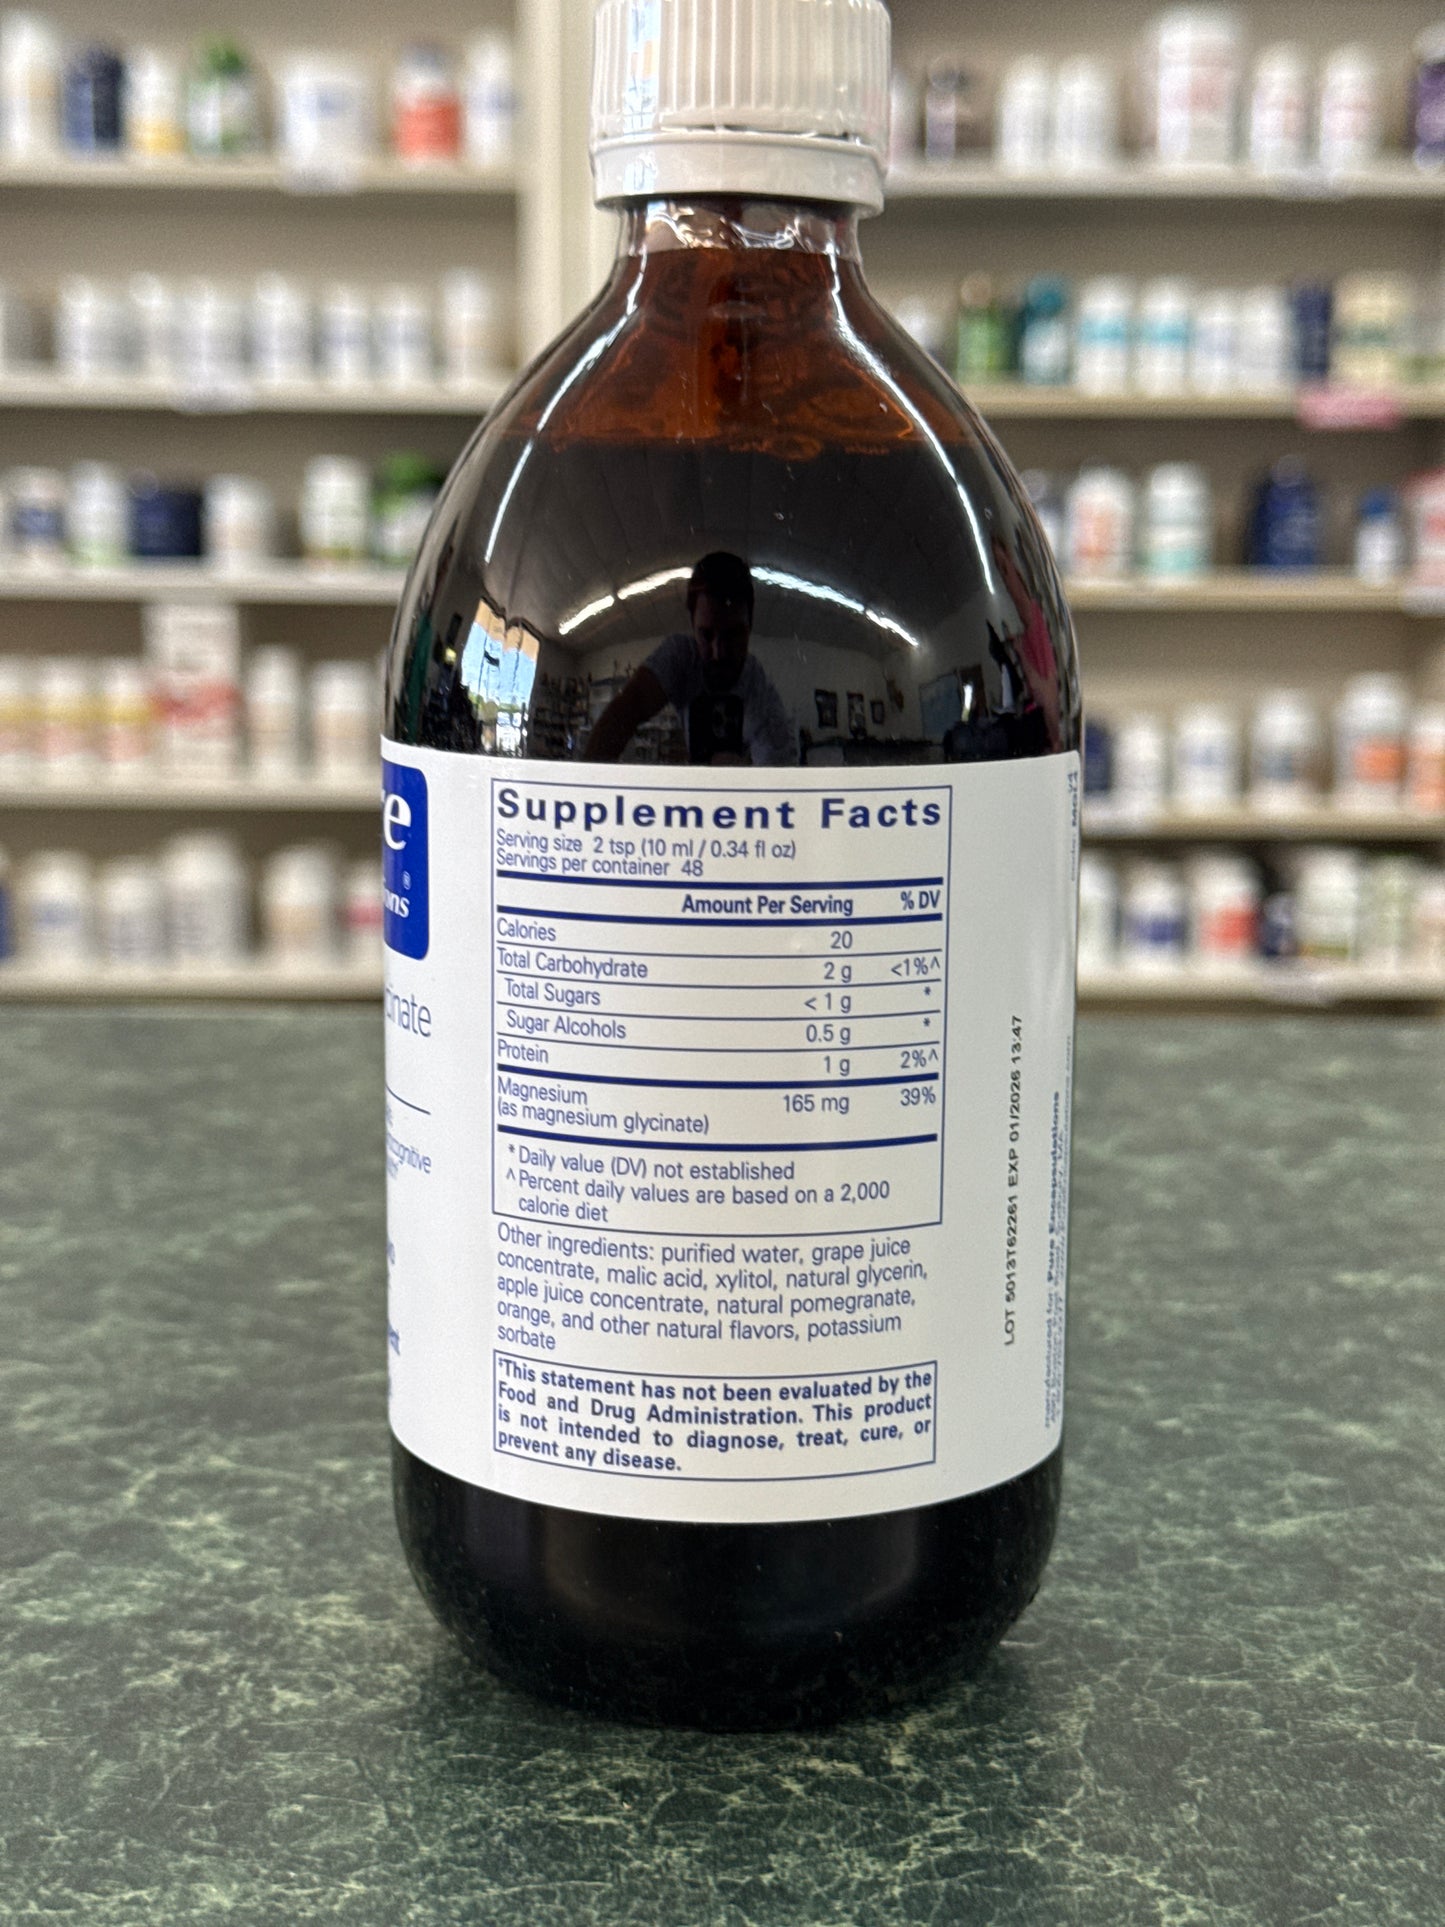 Supplement Facts
Serving size 2 tsp (10 ml / 0.34 fl oz)
Servings per container 48
Amount Per Serving % DV
Calories 20
Total Carbohydrate 2 g <1%^
Total Sugars < 1 g *
Sugar Alcohols 0.5 g *
Protein 1 g 2%^
Magnesium 165 mg 39%
(as magnesium glycinate)
* Daily value (DV) not established
^ Percent daily values are based on a 2,000
calorie diet
Other ingredients: purified water, grape juice
concentrate, malic acid, xylitol, natural glycerin,
apple juice concentrate, natural pomegranate,
orange, and other natural flavors, potassium
sorbate
‡This statement has not been evaluated by the
Food and Drug Administration. This product
is not intended to diagnose, treat, cure, or
prevent any disease.
LOT 5013T62261 EXP 01/2026 13:47
manufactured for Pure Encapsulations